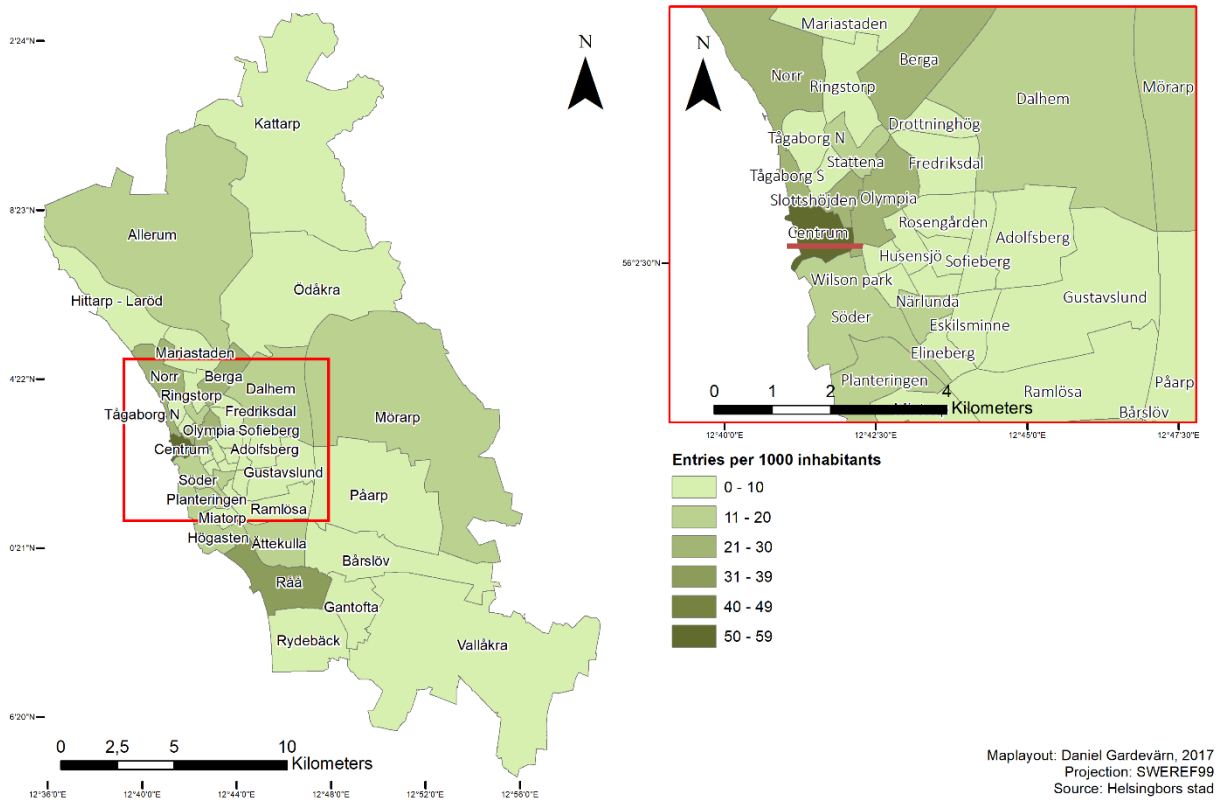 2'24"N
8'23"N
4'22"N
0'21"N
6'20"N
N
Kattarp
Allerum
Ödåkra
Hittarp - Laröd
Mariastaden
Norr
Berga
Dalhem
Ringstorp
Mörarp
Tågaborg N
Fredriksdal
Olympia
Sofieberg
Centrum
Adolfsberg
Söder
Gustavslund
Påarp
Planteringen
Ramlösa
Miatorp
Högasten
Ättekulla
Bårslöv
Råå
Gantofta
Rydebäck
Vallåkra
0 2,5 5 10
Kilometers
12°36'0"E 12°40'0"E 12°44'0"E 12°48'0"E 12°52'0"E 12°56'0"E
N
Mariastaden
Berga
Norr
Ringstorp
Dalhem
Mörarp
Drottninghög
Tågaborg N
Stattena
Fredriksdal
Tågaborg S
Slottshöjden
Olympia
Rosengården
Centrum
Adolfsberg
Husensjö
Sofieberg
56°2'30"N
Wilson park
Närlunda
Gustavslund
Söder
Eskilsminne
Elineberg
Planteringen
Ramlösa
Påarp
Bårslöv
0 1 2 4
Kilometers
12°40'0"E 12°42'30"E 12°45'0"E 12°47'30"E
Entries per 1000 inhabitants
0 - 10
11 - 20
21 - 30
31 - 39
40 - 49
50 - 59
Maplayout: Daniel Gardevärn, 2017
Projection: SWEREF99
Source: Helsingbors stad